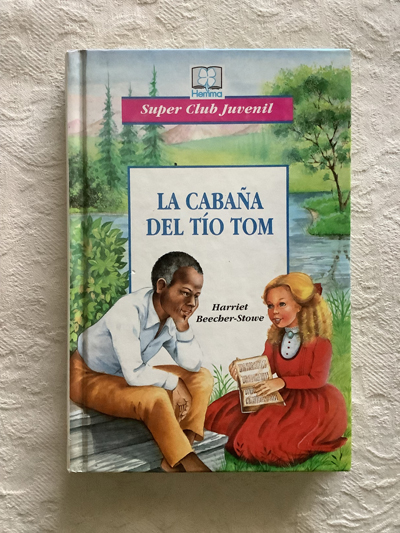 Hemma
Super Club Juvenil
LA CABAÑA
DEL TÍO TOM
Harriet
Beecher-Stowe